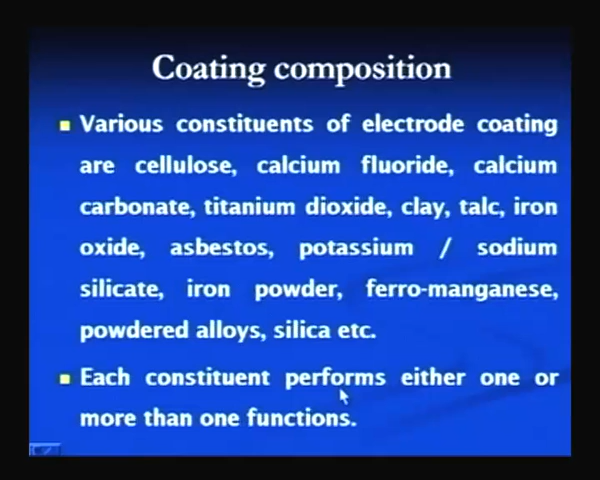 Coating composition
Various constituents of electrode coating
are cellulose, calcium fluoride, calcium
carbonate, titanium dioxide, clay, talc, iron
oxide, asbestos, potassium / sodium
silicate, iron powder, ferro-manganese,
powdered alloys, silica etc.
Each constituent performs either one or
more than one functions.